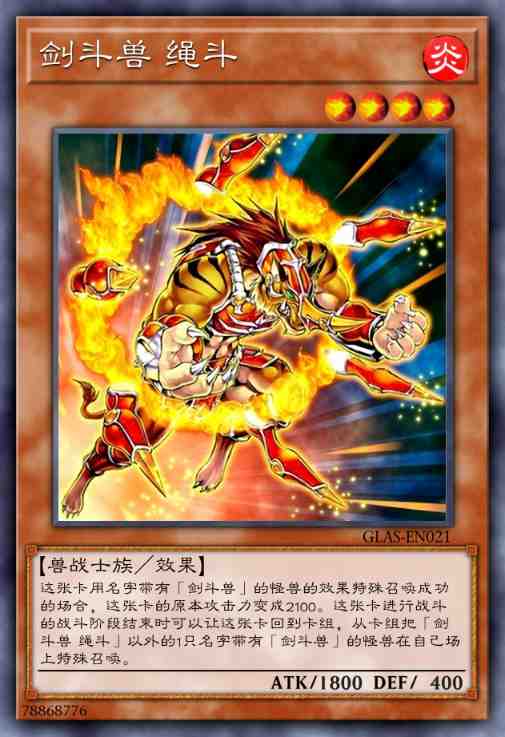 剑斗兽 绳斗
炎
GLAS-EN021
【兽战士族／效果】
这张卡用名字带有「剑斗兽」的怪兽的效果特殊召唤成功
的场合，这张卡的原本攻击力变成2100。这张卡进行战斗
的战斗阶段结束时可以让这张卡回到卡组，从卡组把「剑
斗兽 绳斗」以外的1只名字带有「剑斗兽」的怪兽在自己场
上特殊召唤。
ATK/1800 DEF/ 400
78868776